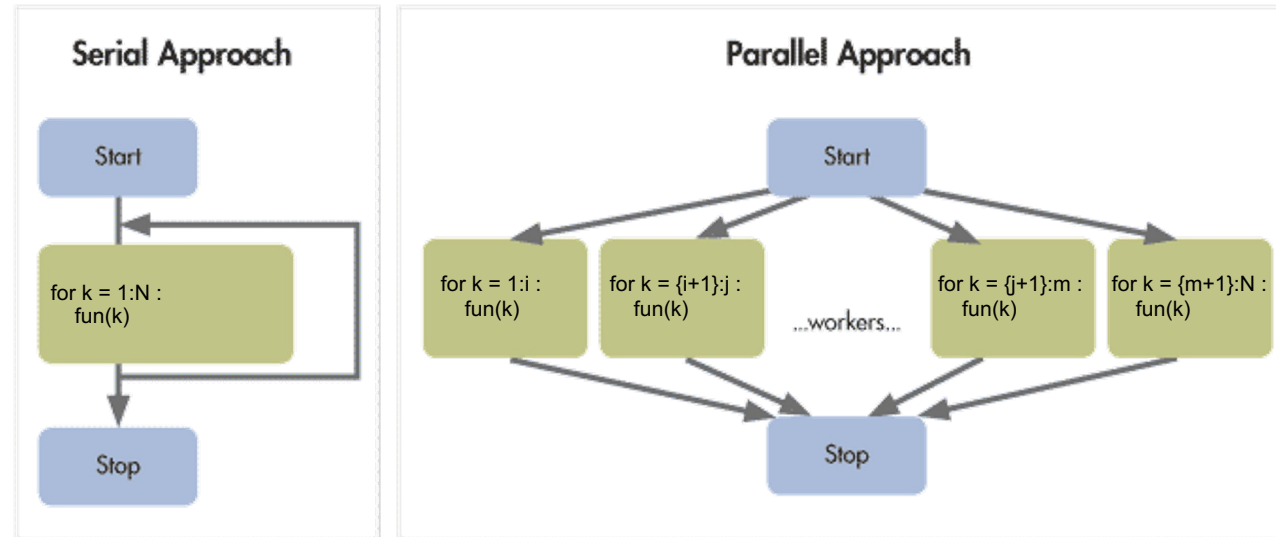 Serial Approach
Start
for k = 1:N :
fun(k)
Stop
Parallel Approach
Start
for k = 1:i :
fun(k)
for k = {i+1}:j :
fun(k)
...workers...
for k = {j+1}:m :
fun(k)
for k = {m+1}:N :
fun(k)
Stop